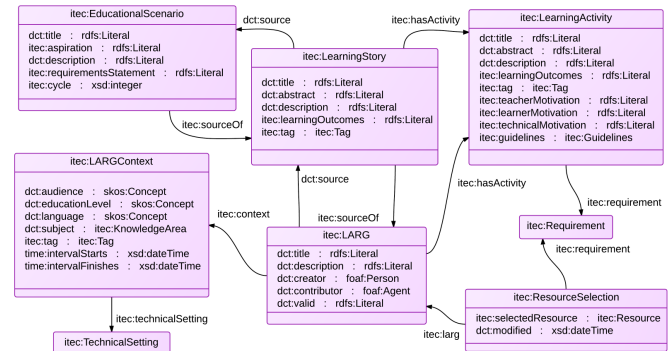 itec:EducationalScenario
dct:title : rdfs:Literal
itec:aspiration : rdfs:Literal
dct:description : rdfs:Literal
itec:requirementsStatement : rdfs:Literal
itec:cycle : xsd:integer
dct:source
itec:hasActivity
itec:sourceOf
itec:LearningStory
dct:title : rdfs:Literal
dct:abstract : rdfs:Literal
dct:description : rdfs:Literal
itec:learningOutcomes : rdfs:Literal
itec:tag : itec:Tag
itec:LearningActivity
dct:title : rdfs:Literal
dct:abstract : rdfs:Literal
dct:description : rdfs:Literal
itec:learningOutcomes : rdfs:Literal
itec:tag : itec:Tag
itec:teacherMotivation : rdfs:Literal
itec:learnerMotivation : rdfs:Literal
itec:technicalMotivation : rdfs:Literal
itec:guidelines : itec:Guidelines
itec:LARGContext
dct:audience : skos:Concept
dct:educationLevel : skos:Concept
dct:language : skos:Concept
dct:subject : itec:KnowledgeArea
itec:tag : itec:Tag
time:intervalStarts : xsd:dateTime
time:intervalFinishes : xsd:dateTime
itec:context
dct:source
itec:sourceOf
itec:hasActivity
itec:requirement
itec:LARG
dct:title : rdf:Literal
dct:description : rdfs:Literal
dct:creator : foaf:Person
dct:contributor : foaf:Agent
dct:valid : rdfs:Literal
itec:Requirement
itec:requirement
itec:ResourceSelection
itec:selectedResource : itec:Resource
dct:modified : xsd:dateTime
itec:larg
itec:technicalSetting
itec:TechnicalSetting